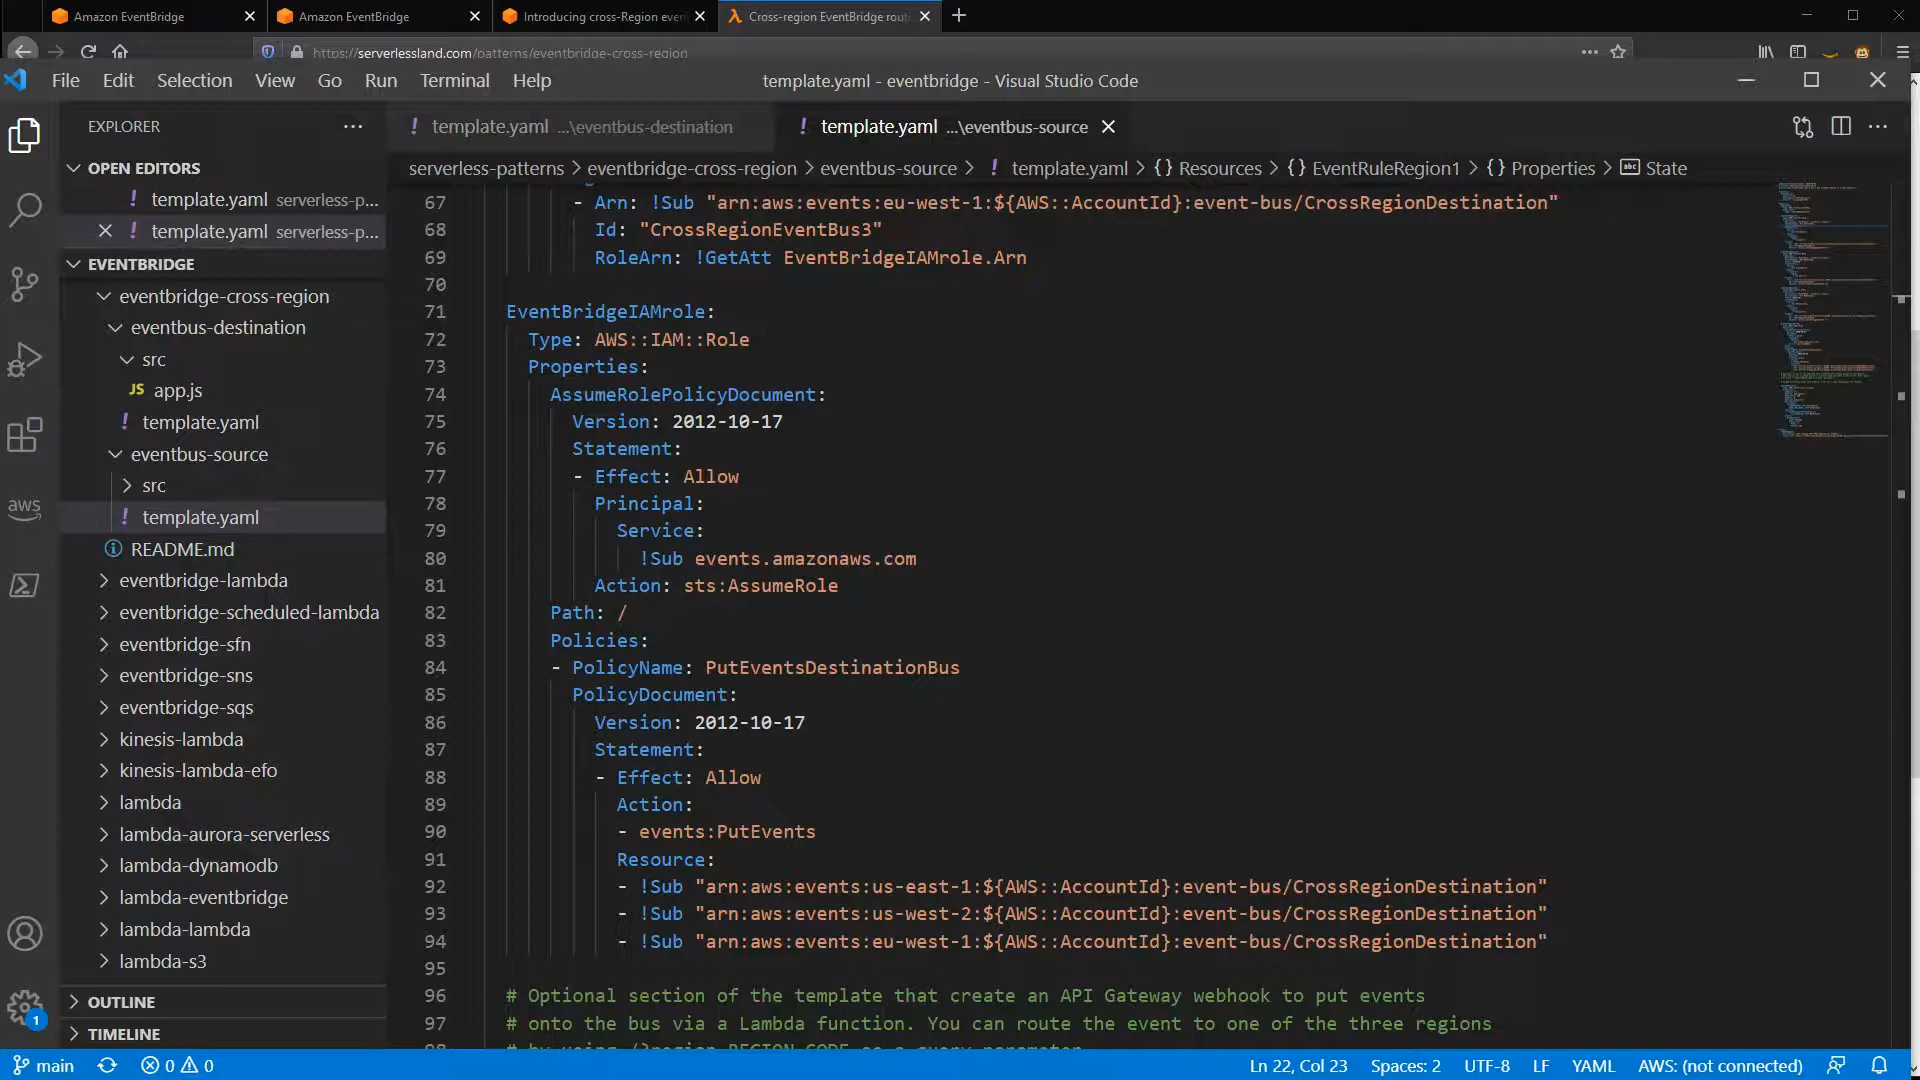 Amazon EventBridge
Amazon EventBridge
Introducing cross-Region even
Cross-region EventBridge rout
https://serverlessland.com/patterns/eventbridge-cross-region
File Edit Selection View Go Run Terminal Help
template.yaml - eventbridge - Visual Studio Code
EXPLORER
! template.yaml ...\eventbus-destination
! template.yaml ...\eventbus-source
OPEN EDITORS
serverless-patterns > eventbridge-cross-region > eventbus-source > ! template.yaml > {} Resources > {} EventRuleRegion1 > {} Properties > abc State
! template.yaml serverless-p...
! template.yaml serverless-p...
EVENTBRIDGE
eventbridge-cross-region
eventbus-destination
src
JS app.js
! template.yaml
eventbus-source
src
! template.yaml
README.md
eventbridge-lambda
eventbridge-scheduled-lambda
eventbridge-sfn
eventbridge-sns
eventbridge-sqs
kinesis-lambda
kinesis-lambda-efo
lambda
lambda-aurora-serverless
lambda-dynamodb
lambda-eventbridge
lambda-lambda
lambda-s3
OUTLINE
TIMELINE
aws
1
67 - Arn: !Sub "arn:aws:events:eu-west-1:${AWS::AccountId}:event-bus/CrossRegionDestination"
68 Id: "CrossRegionEventBus3"
69 RoleArn: !GetAtt EventBridgeIAMrole.Arn
70
71 EventBridgeIAMrole:
72 Type: AWS::IAM::Role
73 Properties:
74 AssumeRolePolicyDocument:
75 Version: 2012-10-17
76 Statement:
77 - Effect: Allow
78 Principal:
79 Service:
80 !Sub events.amazonaws.com
81 Action: sts:AssumeRole
82 Path: /
83 Policies:
84 - PolicyName: PutEventsDestinationBus
85 PolicyDocument:
86 Version: 2012-10-17
87 Statement:
88 - Effect: Allow
89 Action:
90 - events:PutEvents
91 Resource:
92 - !Sub "arn:aws:events:us-east-1:${AWS::AccountId}:event-bus/CrossRegionDestination"
93 - !Sub "arn:aws:events:us-west-2:${AWS::AccountId}:event-bus/CrossRegionDestination"
94 - !Sub "arn:aws:events:eu-west-1:${AWS::AccountId}:event-bus/CrossRegionDestination"
95
96 # Optional section of the template that create an API Gateway webhook to put events
97 # onto the bus via a Lambda function. You can route the event to one of the three regions
main 0 0 Ln 22, Col 23 Spaces: 2 UTF-8 LF YAML AWS: (not connected)